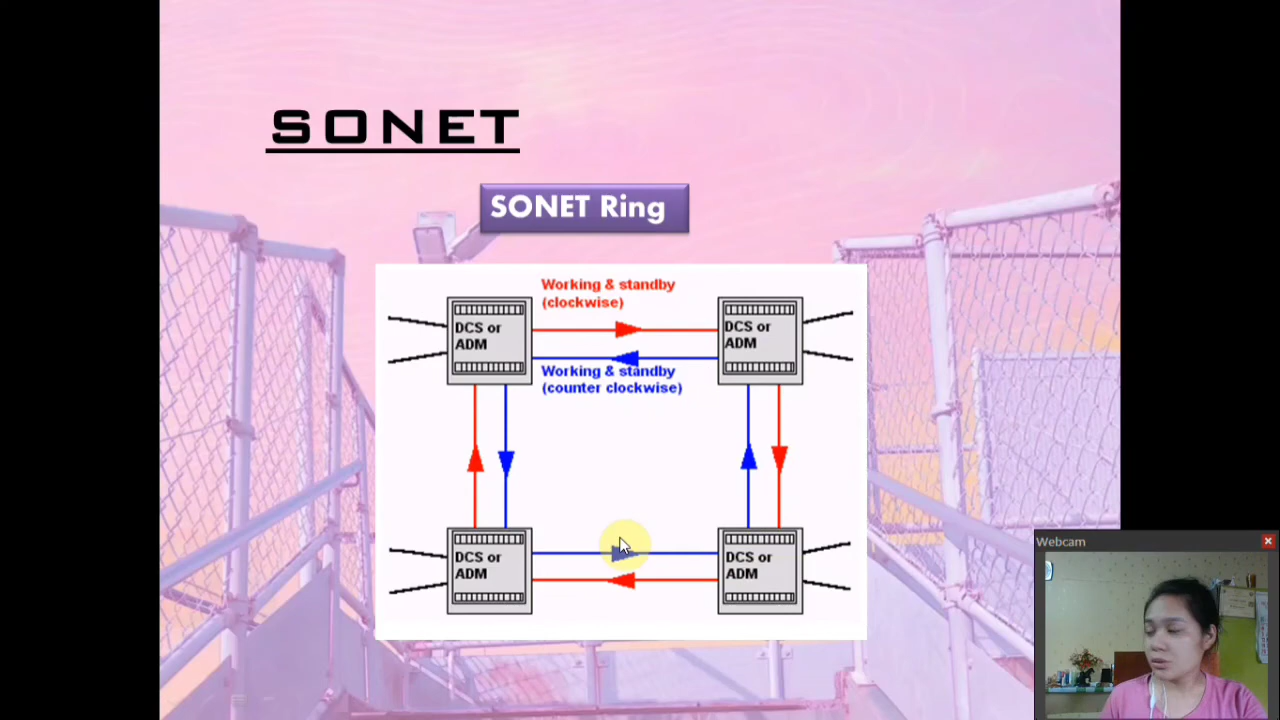 SONET
SONET Ring
Working & standby
(clockwise)
DCS or
ADM
DCS or
ADM
Working & standby
(counter clockwise)
DCS or
ADM
DCS or
ADM
Webcam